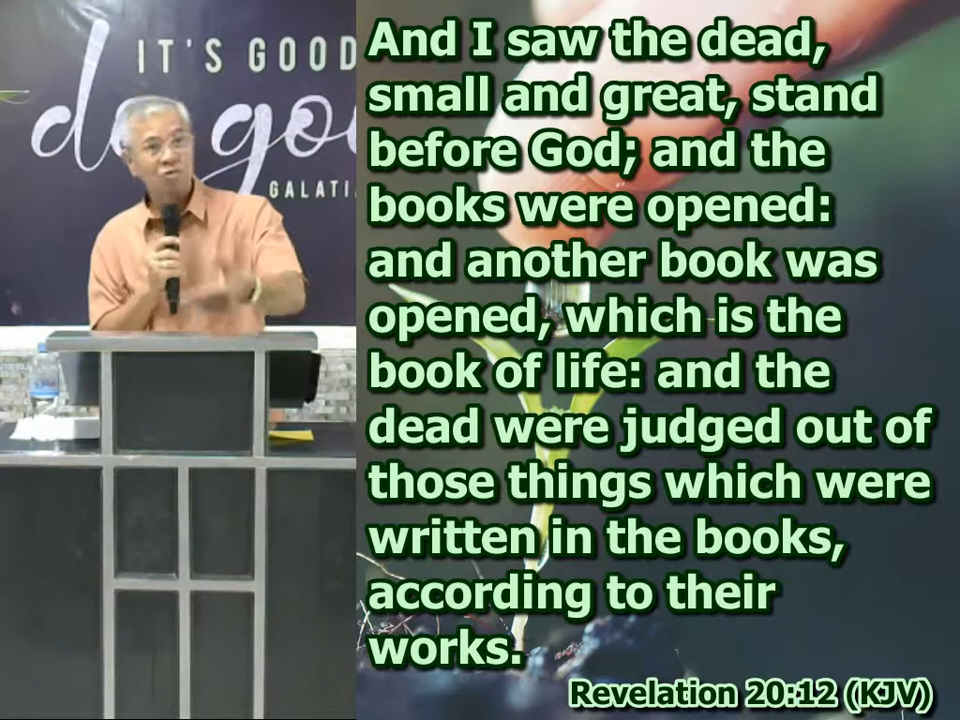 IT'S GOOD
do goo
GALATI
And I saw the dead,
small and great, stand
before God; and the
books were opened:
and another book was
opened, which is the
book of life: and the
dead were judged out of
those things which were
written in the books,
according to their
works.
Revelation 20:12 (KJV)